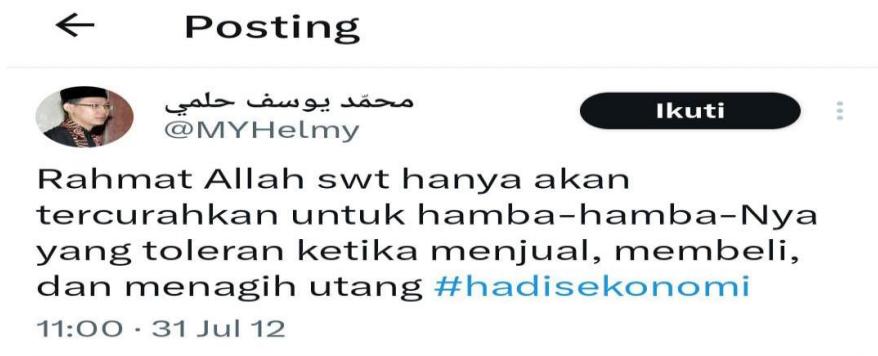 Posting
محمّد يوسف حلمي
@MYHelmy
Ikuti
Rahmat Allah swt hanya akan
tercurahkan untuk hamba-hamba-Nya
yang toleran ketika menjual, membeli,
dan menagih utang #hadisekonomi
11:00 · 31 Jul 12